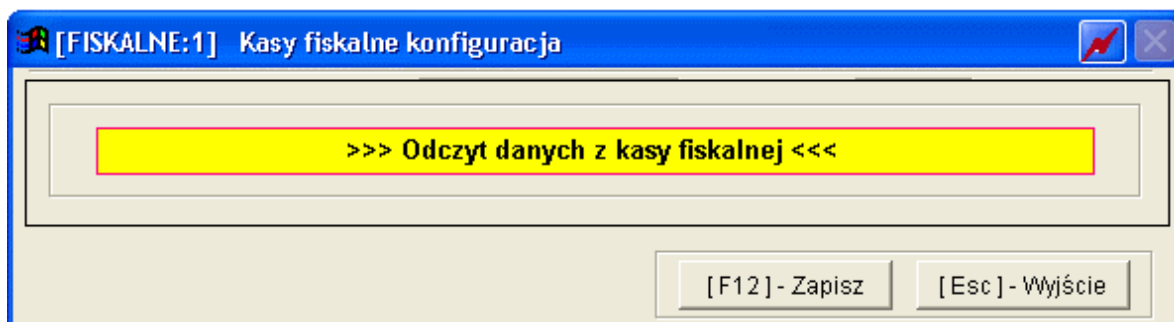 [FISKALNE:1] Kasy fiskalne konfiguracja
>>> Odczyt danych z kasy fiskalnej <<<
[F12] - Zapisz
[Esc] - Wyjście